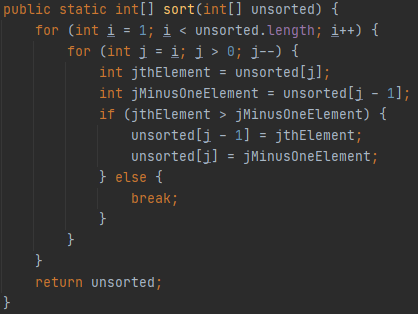 public static int[] sort(int[] unsorted) {
    for (int i = 1; i < unsorted.length; i++) {
        for (int j = i; j > 0; j--) {
            int jthElement = unsorted[j];
            int jMinusOneElement = unsorted[j - 1];
            if (jthElement > jMinusOneElement) {
                unsorted[j - 1] = jthElement;
                unsorted[j] = jMinusOneElement;
            } else {
                break;
            }
        }
    }
    return unsorted;
}